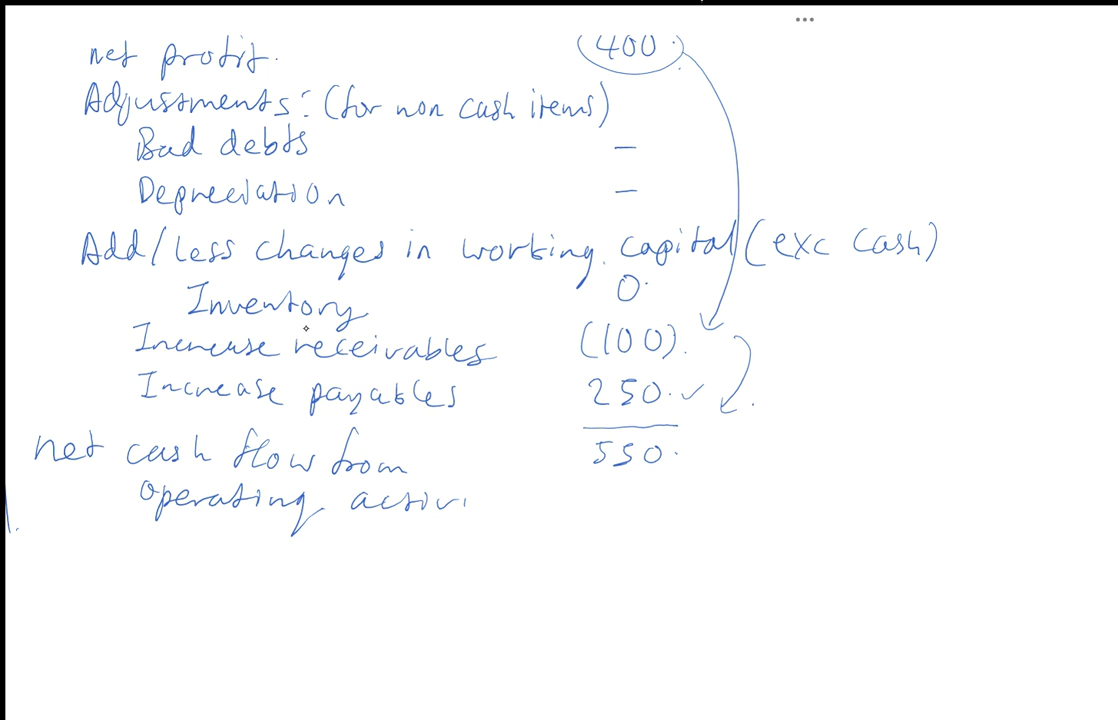 net profit. (400.)
Adjustments: (for non cash items)
Bad debts –
Depreciation –
Add/less changes in working capital (exc cash)
Inventory 0.
Increase receivables (100).
Increase payables 250. ✓
net cash flow from 550.
operating activi